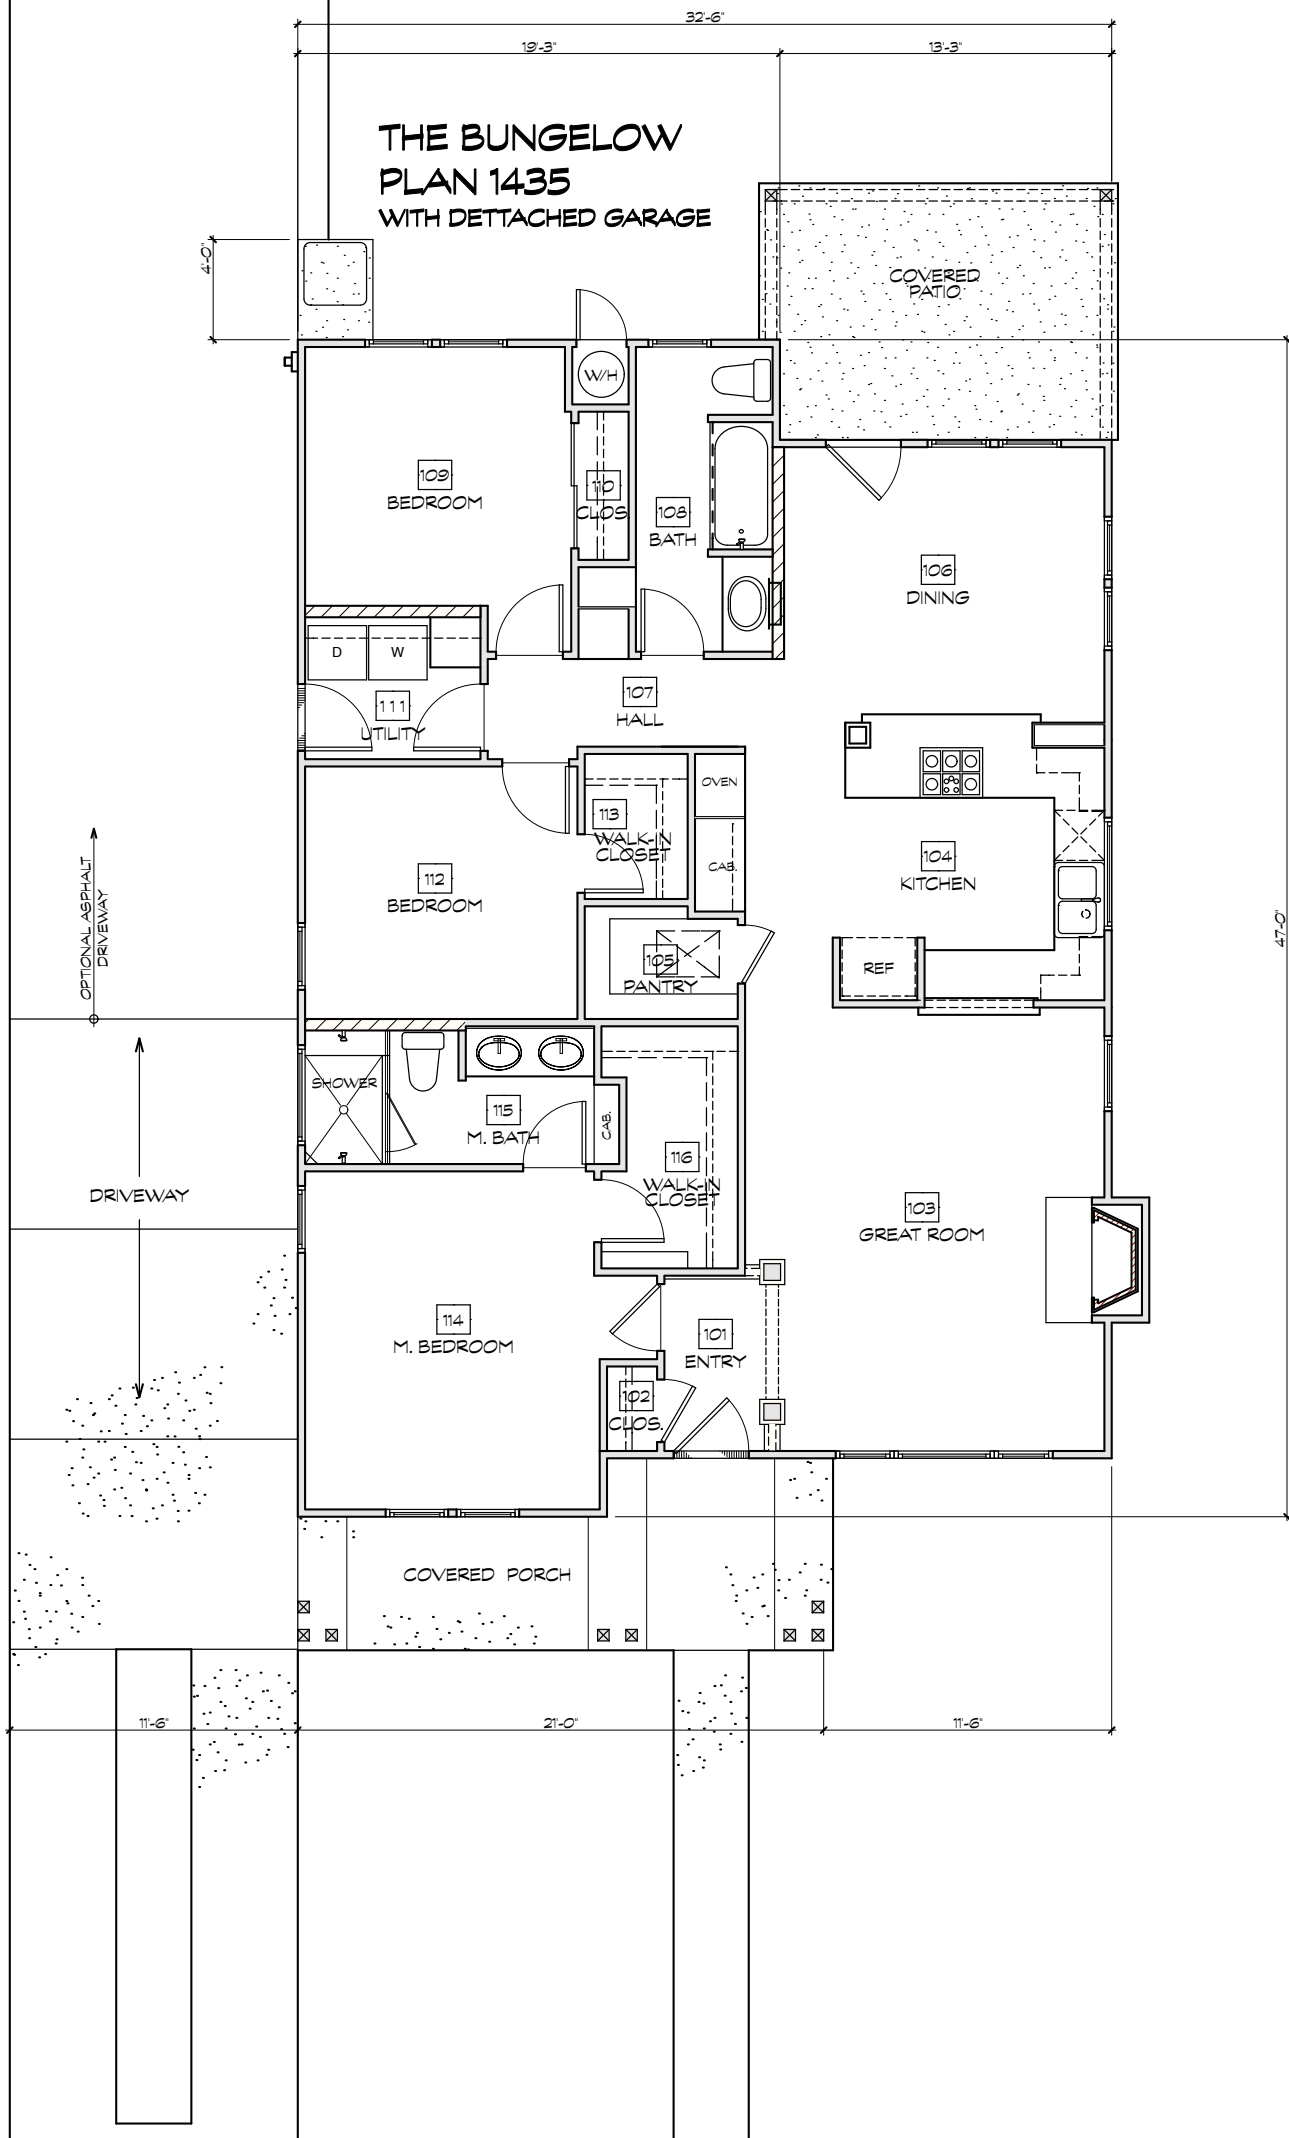 32'-6"
19'-3"
13'-3"
THE BUNGELOW
PLAN 1435
WITH DETTACHED GARAGE
4'-0"
COVERED
PATIO
W/H
109
BEDROOM
110
CLOS
108
BATH
106
DINING
D
W
111
UTILITY
107
HALL
OVEN
113
WALK-IN
CLOSET
CAB.
104
KITCHEN
112
BEDROOM
OPTIONAL ASPHALT
DRIVEWAY
47'-0"
105
PANTRY
REF
SHOWER
115
M. BATH
CAB.
116
WALK-IN
CLOSET
DRIVEWAY
103
GREAT ROOM
114
M. BEDROOM
101
ENTRY
102
CLOS.
COVERED PORCH
11'-6"
21'-0"
11'-6"